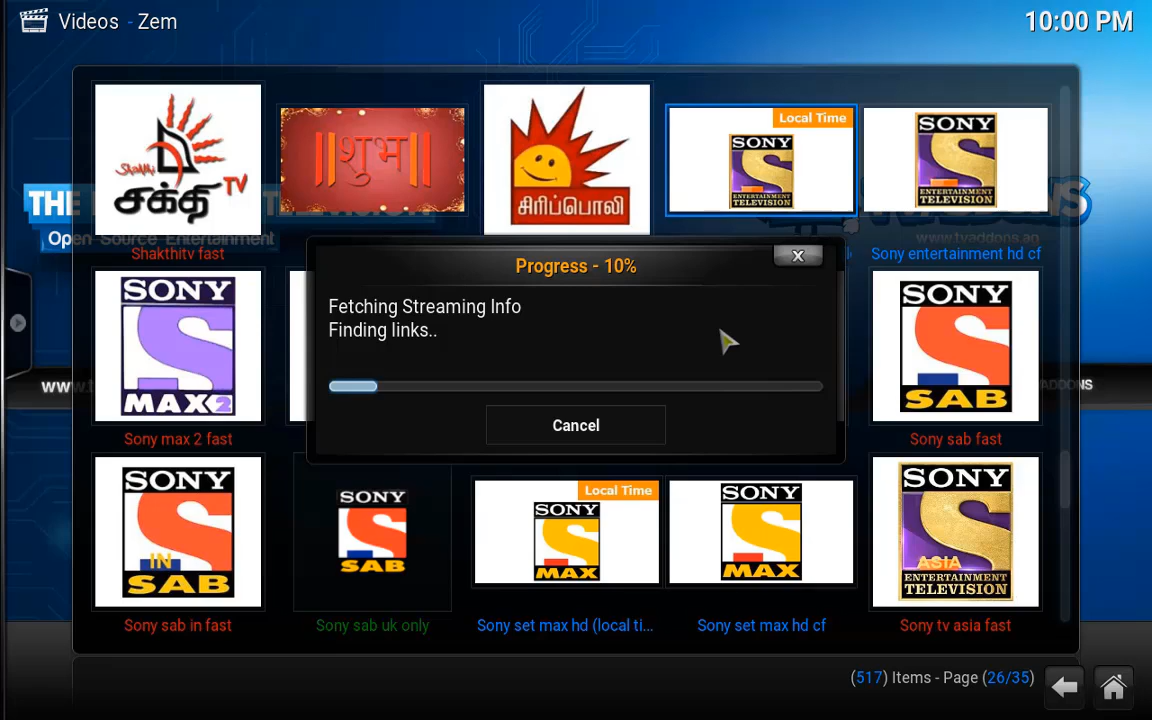 Videos - Zem
10:00 PM
Shakthi TV
சக்தி
||शुभ||
சிரிப்பொலி
Local Time
SONY
ENTERTAINMENT
TELEVISION
SONY
ENTERTAINMENT
TELEVISION
THE
Open Source Entertainment
www.tvaddons.ag
Shakthitv fast
Sony entertainment hd cf
Progress - 10%
x
Fetching Streaming Info
Finding links..
Cancel
SONY
MAX2
SONY
SAB
www.t
ADDONS
Sony max 2 fast
Sony sab fast
SONY
IN
SAB
SONY
SAB
Local Time
SONY
MAX
SONY
MAX
SONY
ASIA
ENTERTAINMENT
TELEVISION
Sony sab in fast
Sony sab uk only
Sony set max hd (local ti...
Sony set max hd cf
Sony tv asia fast
(517) Items - Page (26/35)